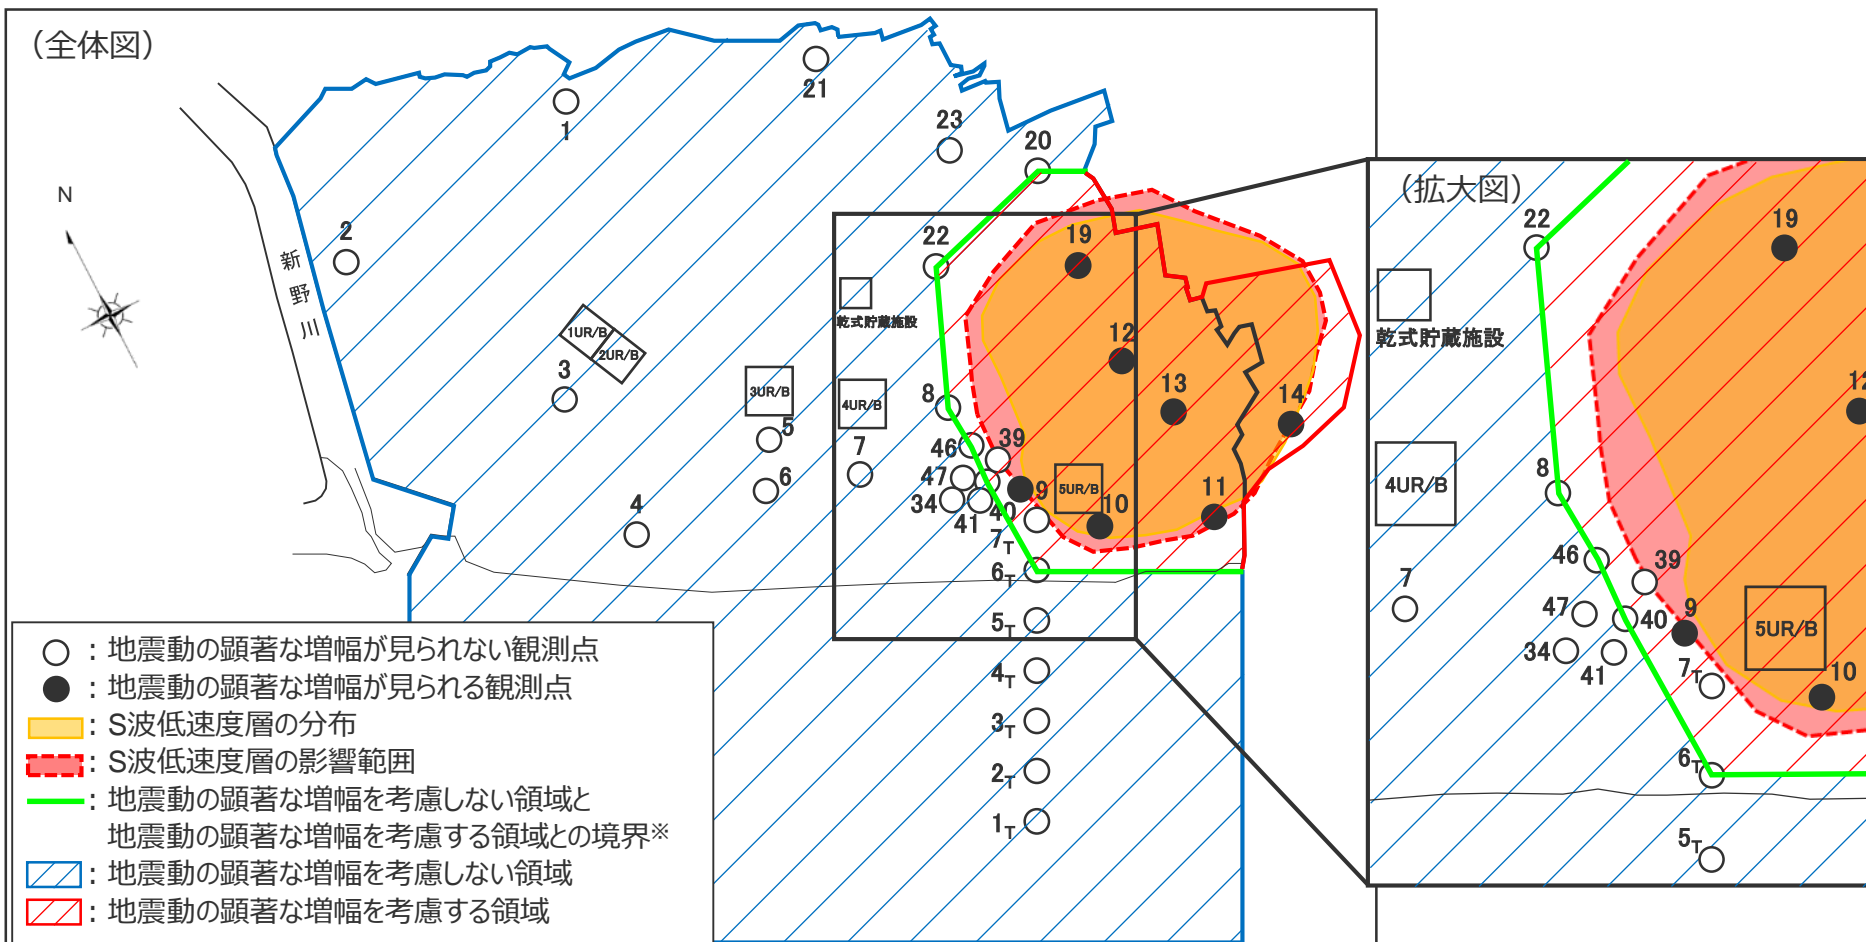 （全体図）
21
1
23
20
N
2
22
19
新野川
乾式貯蔵施設
1UR/B
2UR/B
12
3
3UR/B
4UR/B
8
13
14
5
46
39
7
47
6
9
5UR/B
34
41
40
10
11
4
7T
6T
5T
4T
3T
2T
1T
○：地震動の顕著な増幅が見られない観測点
●：地震動の顕著な増幅が見られる観測点
：S波低速度層の分布
：S波低速度層の影響範囲
：地震動の顕著な増幅を考慮しない領域と
地震動の顕著な増幅を考慮する領域との境界※
：地震動の顕著な増幅を考慮しない領域
：地震動の顕著な増幅を考慮する領域
（拡大図）
22
19
乾式貯蔵施設
12
8
4UR/B
46
39
7
47
40
9
5UR/B
34
41
7T
10
6T
5T